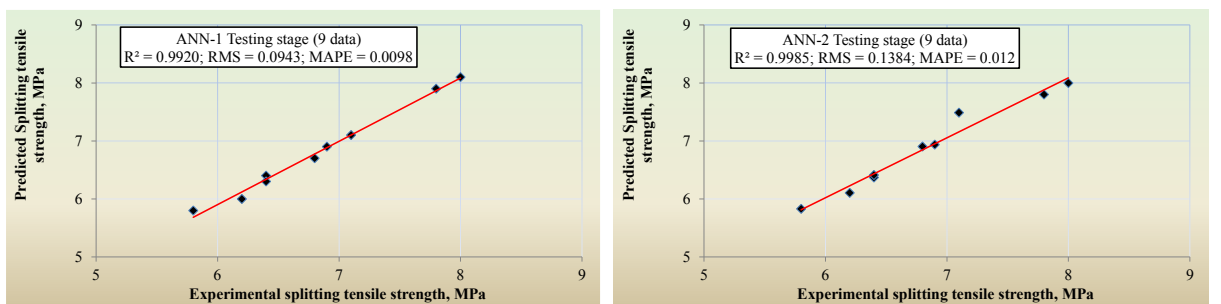 9
8
7
6
5
Predicted Splitting tensile
strength, MPa
ANN-1 Testing stage (9 data)
R² = 0.9920; RMS = 0.0943; MAPE = 0.0098
5 6 7 8 9
Experimental splitting tensile strength, MPa
9
8
7
6
5
Predicted Splitting tensile
strength, MPa
ANN-2 Testing stage (9 data)
R² = 0.9985; RMS = 0.1384; MAPE = 0.012
5 6 7 8 9
Experimental splitting tensile strength, MPa